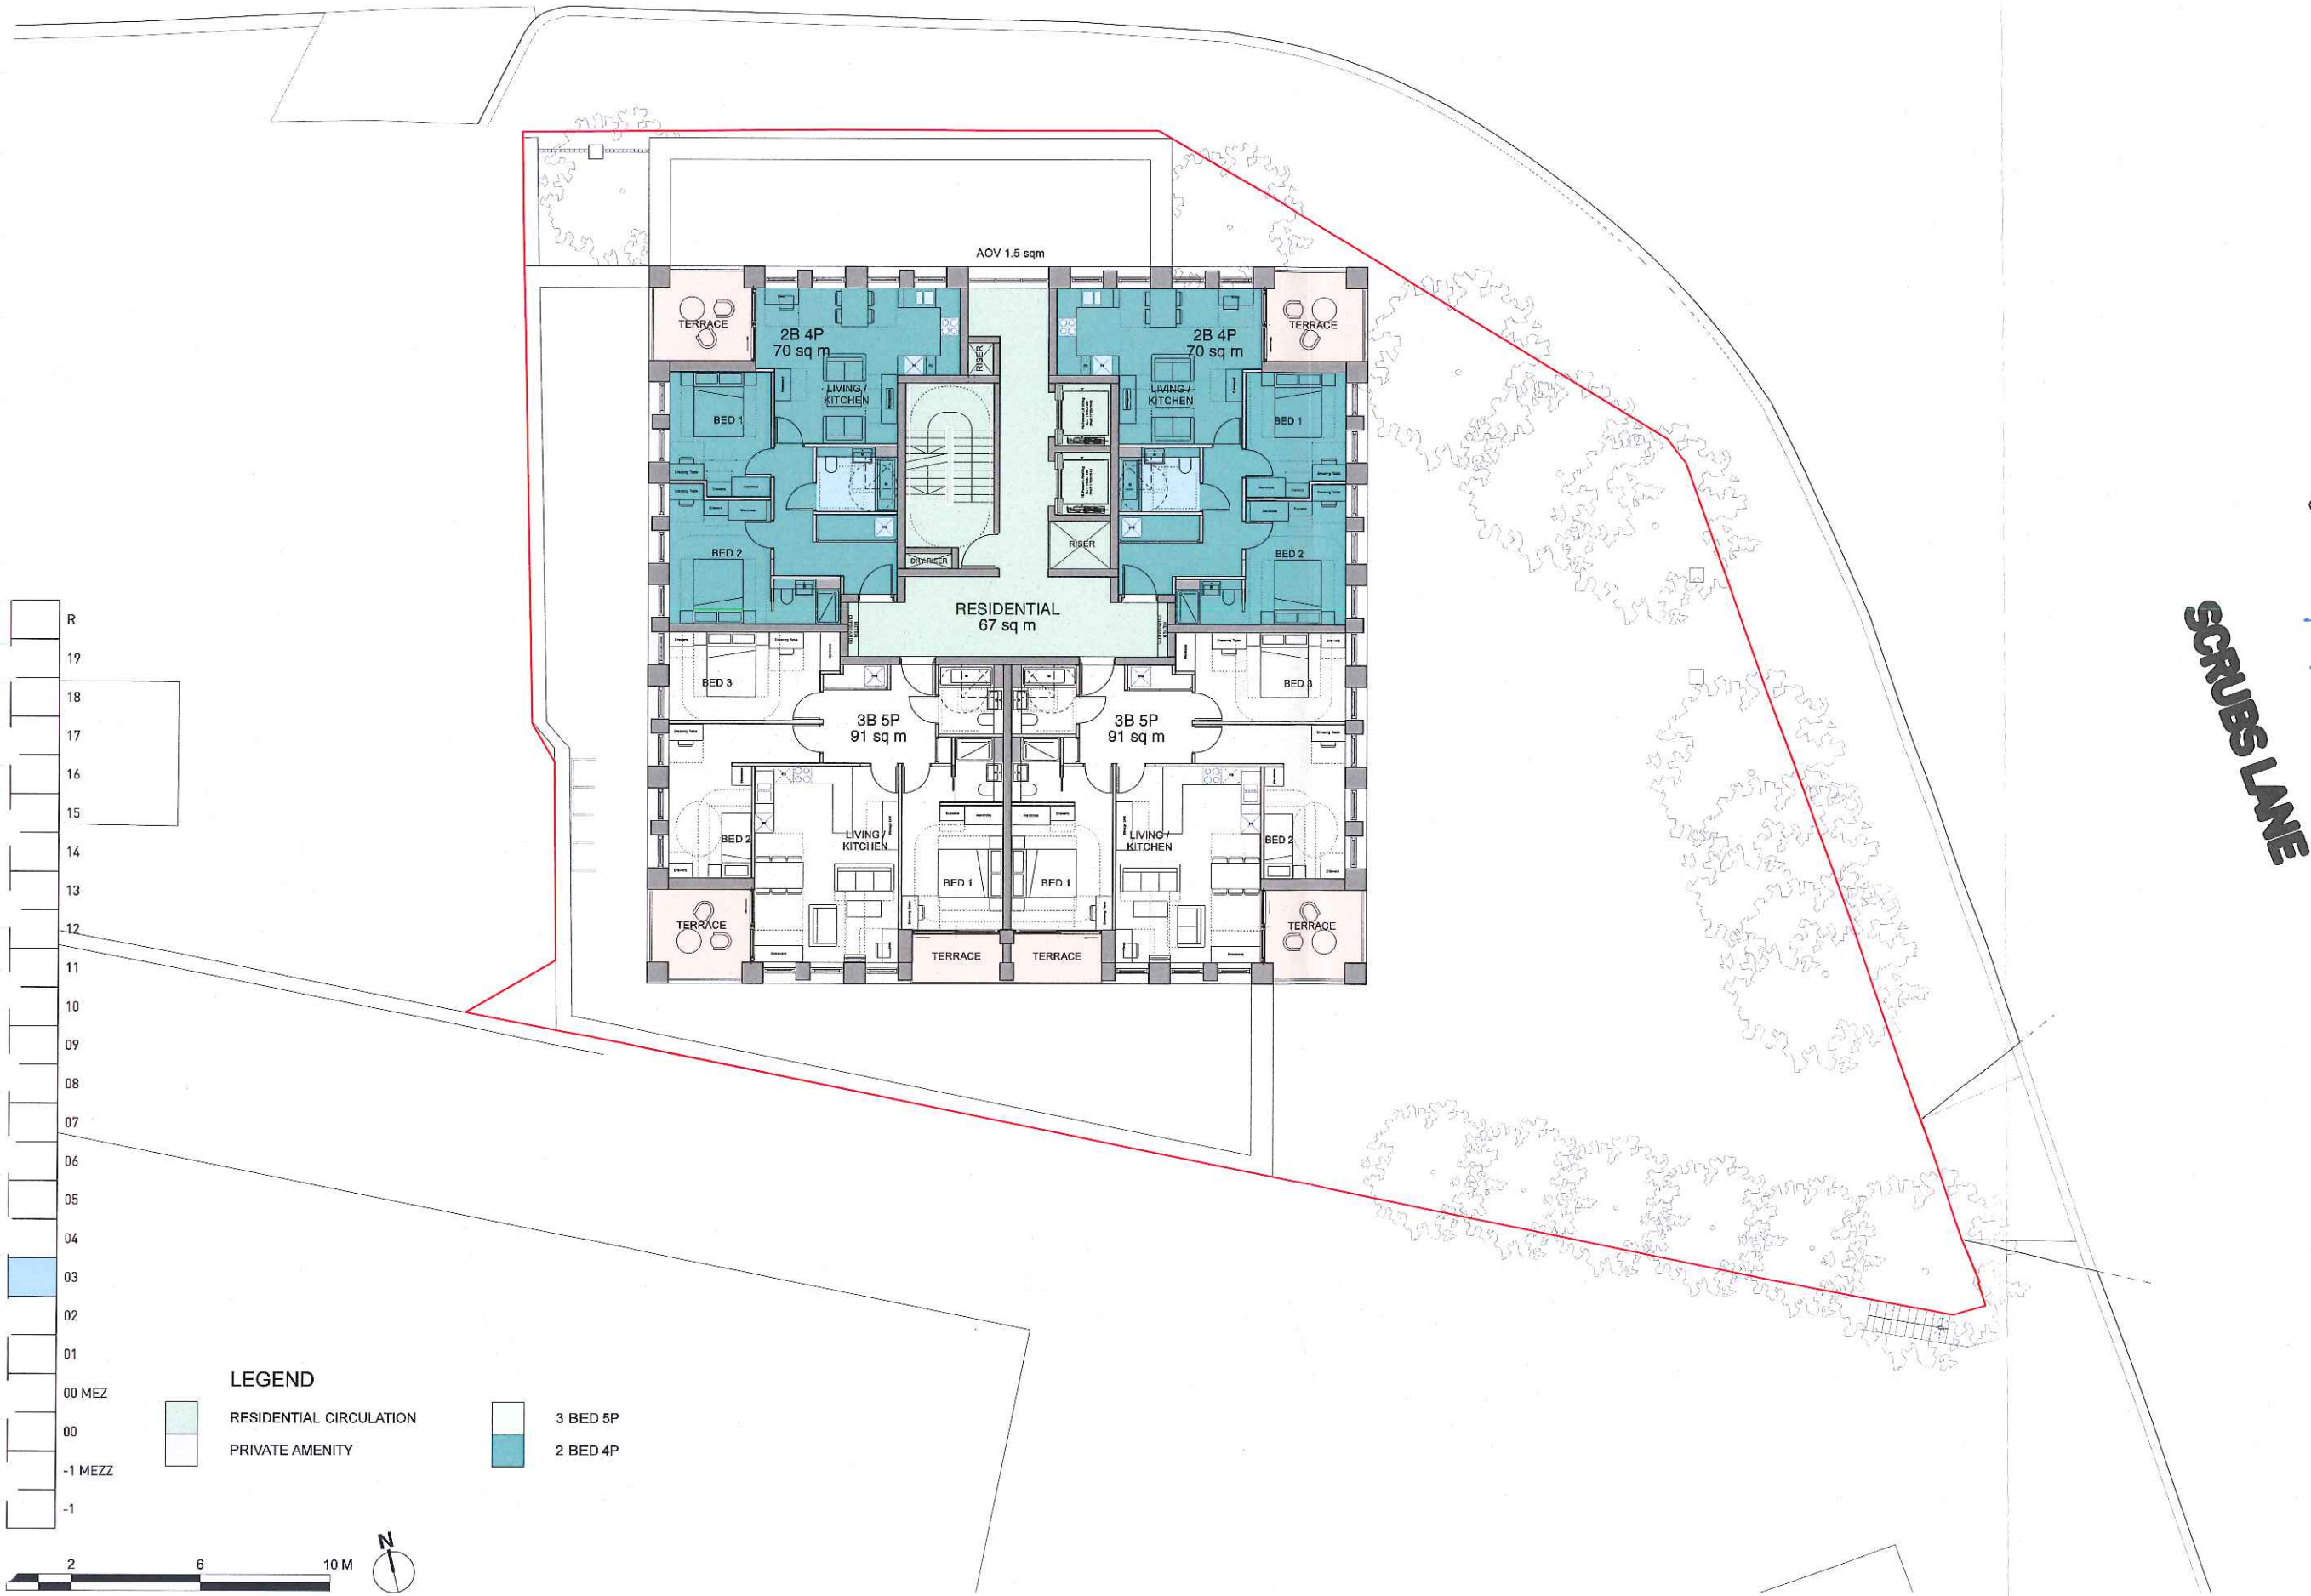 AOV 1.5 sqm
TERRACE
2B 4P
70 sq m
LIVING /
KITCHEN
RISER
2B 4P
70 sq m
LIVING /
KITCHEN
TERRACE
BED 1
BED 1
BED 2
DRY RISER
RISER
BED 2
RESIDENTIAL
67 sq m
BED 3
3B 5P
91 sq m
3B 5P
91 sq m
BED 3
BED 2
LIVING /
KITCHEN
BED 1
BED 1
LIVING /
KITCHEN
BED 2
TERRACE
TERRACE
TERRACE
TERRACE
SCRUBS LANE
R
19
18
17
16
15
14
13
12
11
10
09
08
07
06
05
04
03
02
01
00 MEZ
00
-1 MEZZ
-1
LEGEND
RESIDENTIAL CIRCULATION
PRIVATE AMENITY
3 BED 5P
2 BED 4P
2
6
10 M
N